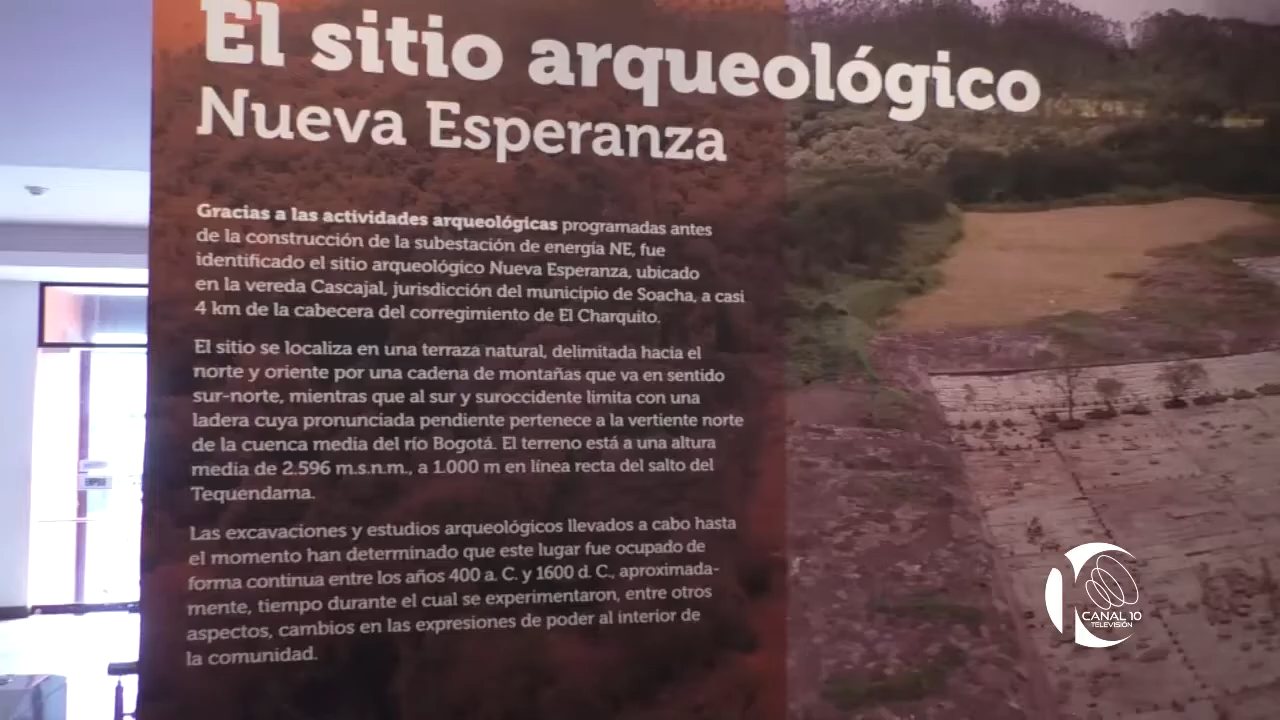 El sitio arqueológico
Nueva Esperanza
Gracias a las actividades arqueológicas programadas antes
de la construcción de la subestación de energía NE, fue
identificado el sitio arqueológico Nueva Esperanza, ubicado
en la vereda Cascajal, jurisdicción del municipio de Soacha, a casi
4 km de la cabecera del corregimiento de El Charquito.
El sitio se localiza en una terraza natural, delimitada hacia el
norte y oriente por una cadena de montañas que va en sentido
sur-norte, mientras que al sur y suroccidente limita con una
ladera cuya pronunciada pendiente pertenece a la vertiente norte
de la cuenca media del río Bogotá. El terreno está a una altura
media de 2.596 m.s.n.m., a 1.000 m en línea recta del salto del
Tequendama.
Las excavaciones y estudios arqueológicos llevados a cabo hasta
el momento han determinado que este lugar fue ocupado de
forma continua entre los años 400 a. C. y 1600 d. C., aproximada-
mente, tiempo durante el cual se experimentaron, entre otros
aspectos, cambios en las expresiones de poder al interior de
la comunidad.
CANAL 10
TELEVISIÓN